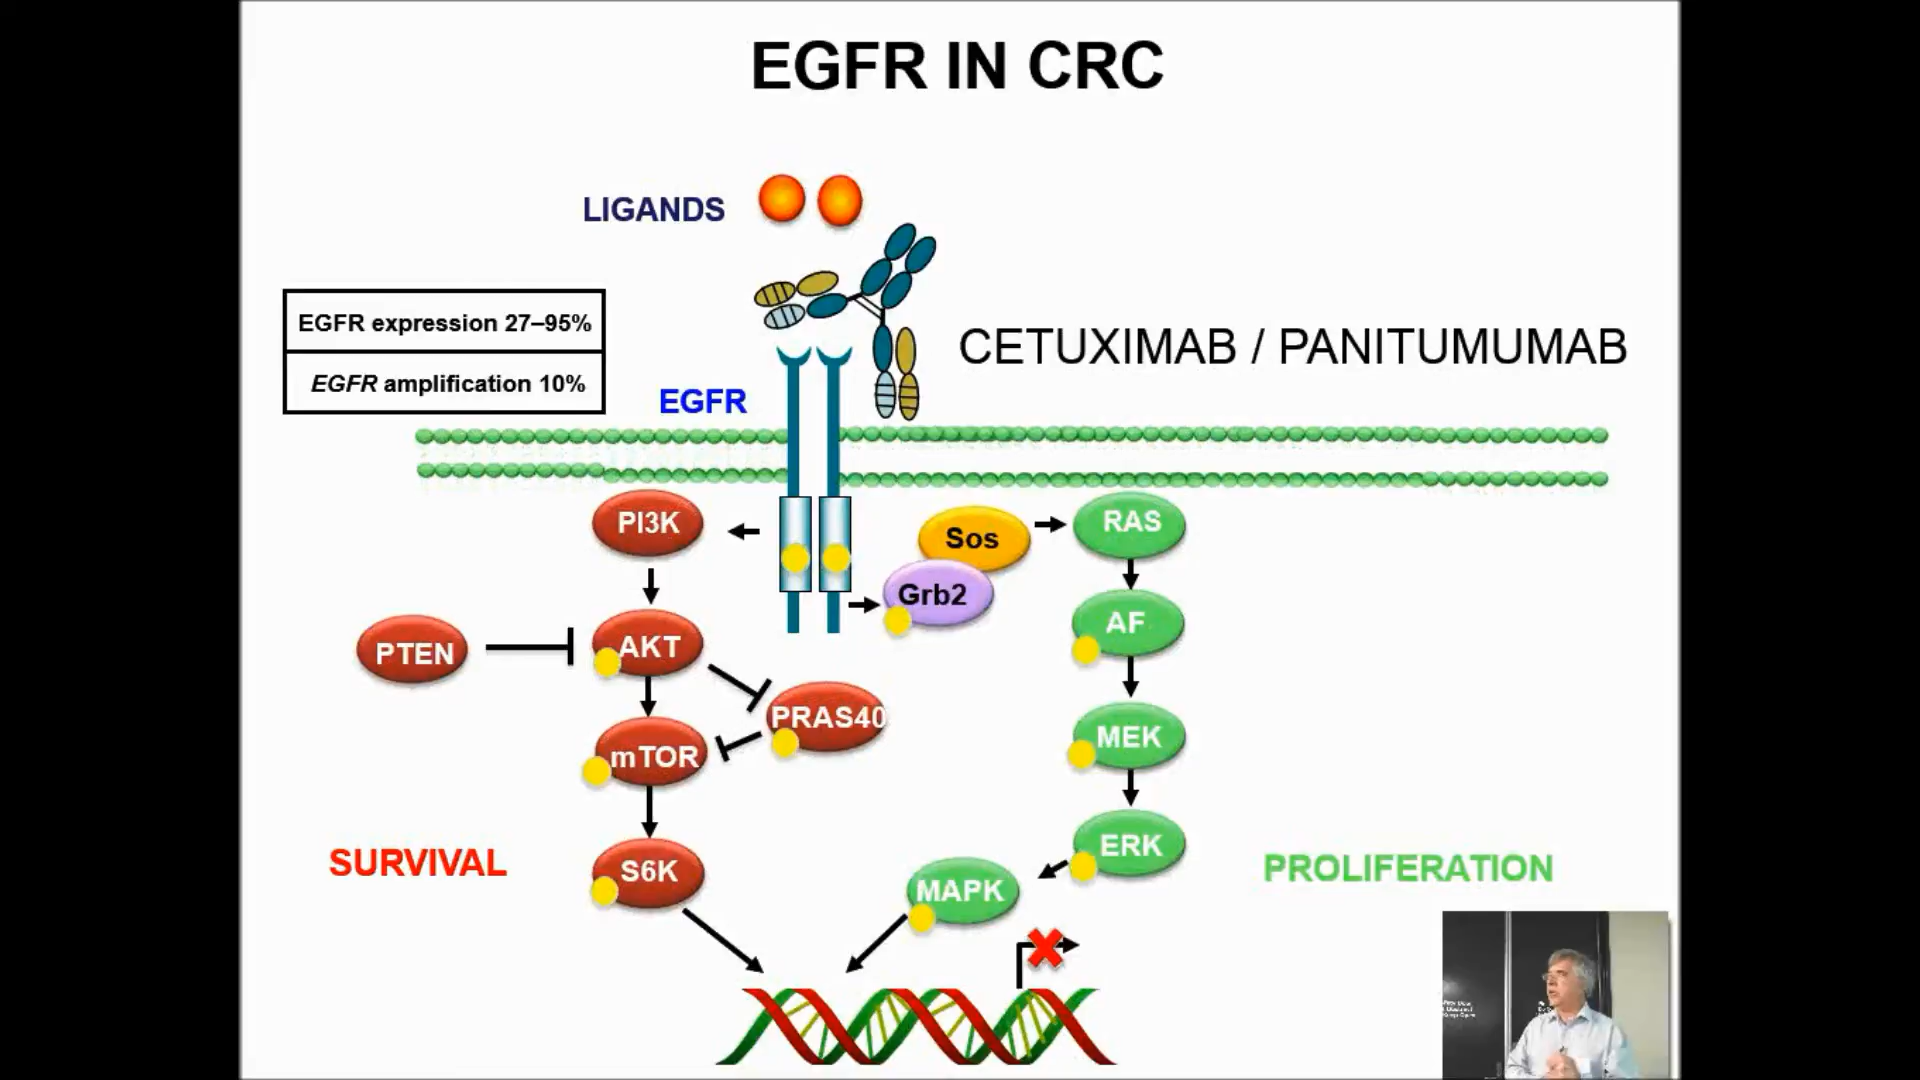 EGFR IN CRC
LIGANDS
EGFR expression 27–95%
EGFR amplification 10%
CETUXIMAB / PANITUMUMAB
EGFR
PI3K
Sos
RAS
Grb2
AF
PTEN
AKT
PRAS40
MEK
mTOR
ERK
SURVIVAL
S6K
MAPK
PROLIFERATION